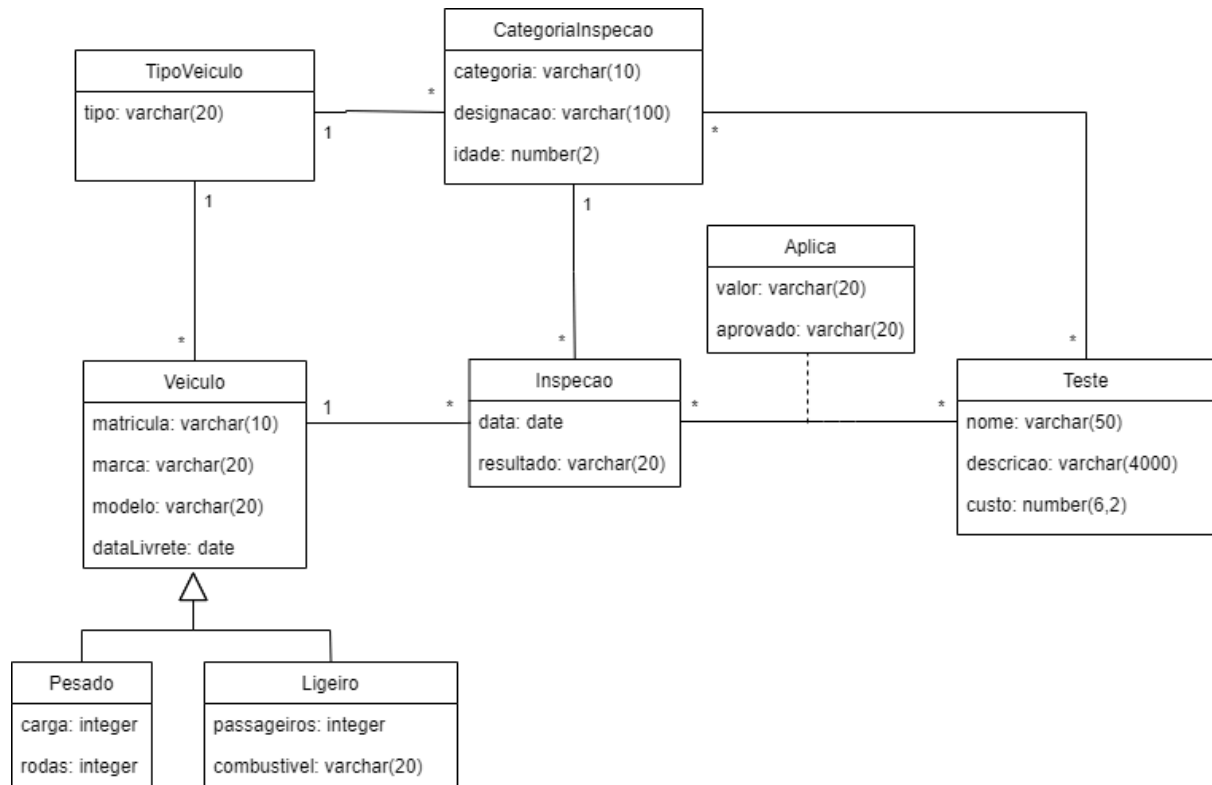 CategoriaInspecao
categoria: varchar(10)
designacao: varchar(100)
idade: number(2)
TipoVeiculo
tipo: varchar(20)
*
1
*
1
1
Aplica
valor: varchar(20)
aprovado: varchar(20)
*
*
*
Veiculo
matricula: varchar(10)
marca: varchar(20)
modelo: varchar(20)
dataLivrete: date
1
*
Inspecao
data: date
resultado: varchar(20)
*
*
Teste
nome: varchar(50)
descricao: varchar(4000)
custo: number(6,2)
Pesado
carga: integer
rodas: integer
Ligeiro
passageiros: integer
combustivel: varchar(20)